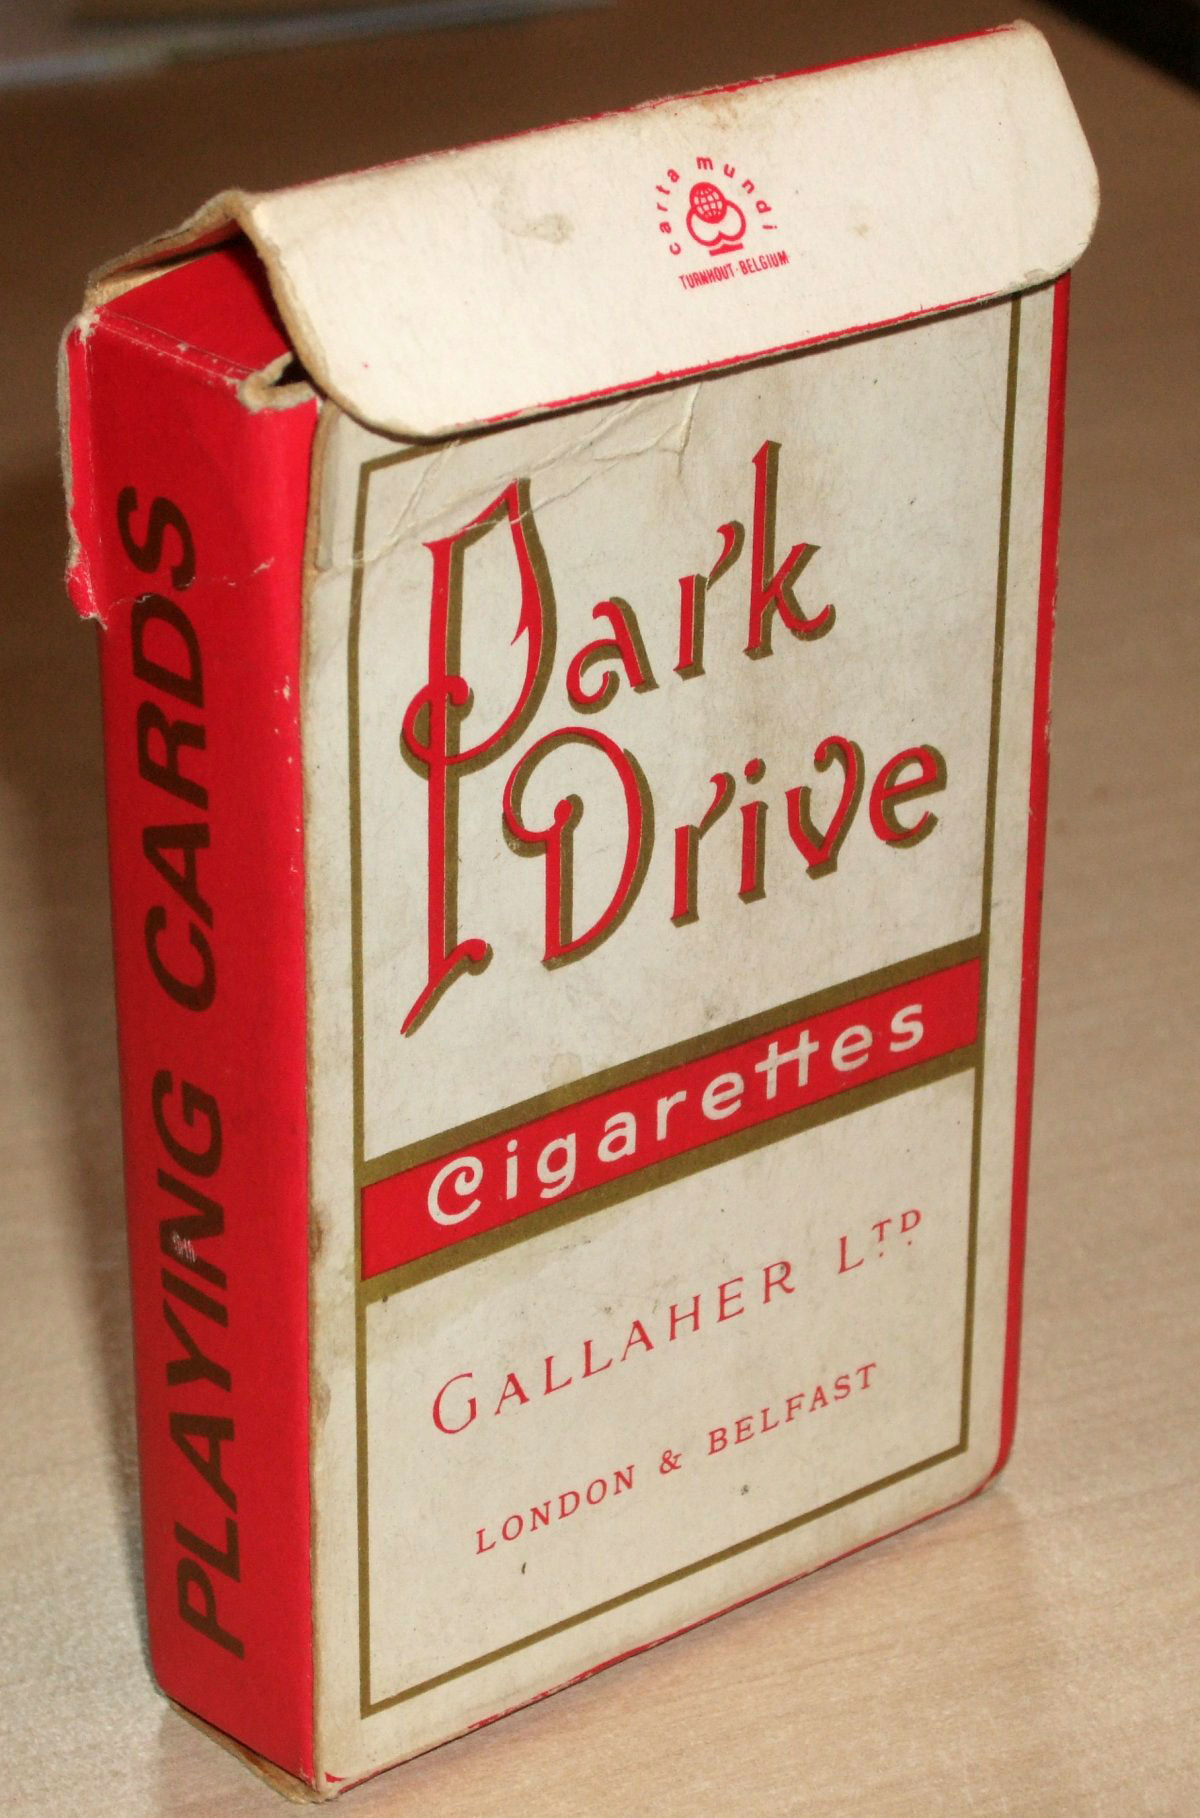 carta mundi
TURNHOUT-BELGIUM
Park
Drive
Cigarettes
GALLAHER LTD
LONDON & BELFAST
PLAYING CARDS